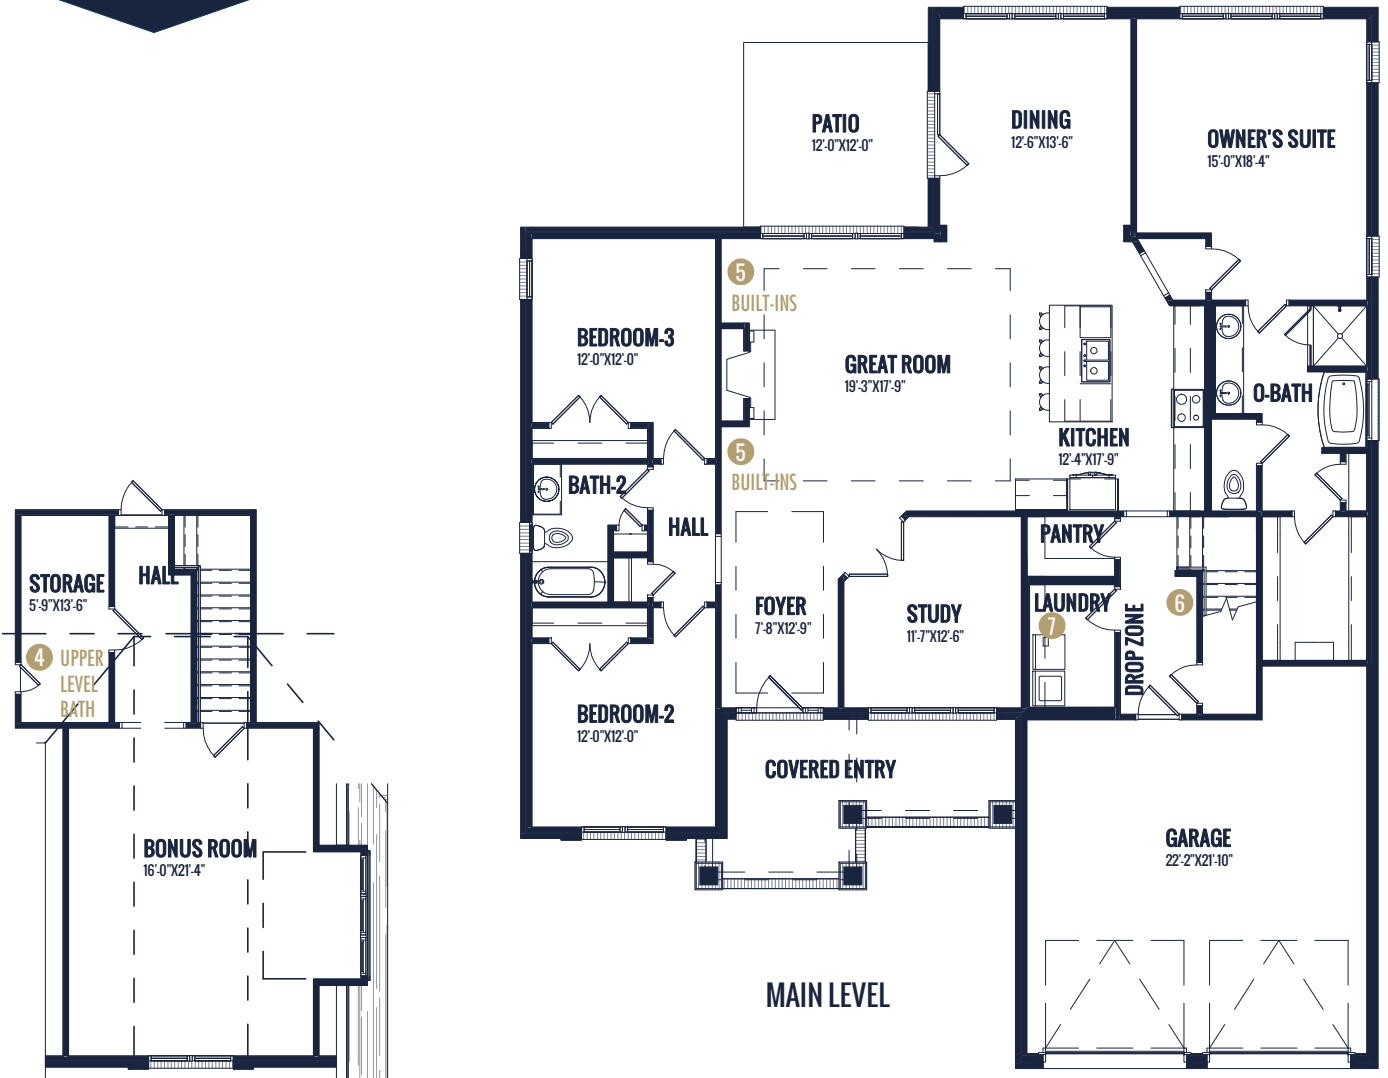 PATIO
12'-0"X12'-0"
DINING
12'-6"X13'-6"
OWNER'S SUITE
15'-0"X18'-4"
5
BUILT-INS
BEDROOM-3
12'-0"X12'-0"
GREAT ROOM
19'-3"X17'-9"
O-BATH
KITCHEN
12'-4"X17'-9"
5
BUILT-INS
BATH-2
HALL
PANTRY
STORAGE
5'-9"X13'-6"
HALL
FOYER
7'-8"X12'-9"
STUDY
11'-7"X12'-6"
LAUNDRY
7
DROP ZONE
6
4
UPPER
LEVEL
BATH
BEDROOM-2
12'-0"X12'-0"
COVERED ENTRY
BONUS ROOM
16'-0"X21'-4"
GARAGE
22'-2"X21'-10"
MAIN LEVEL